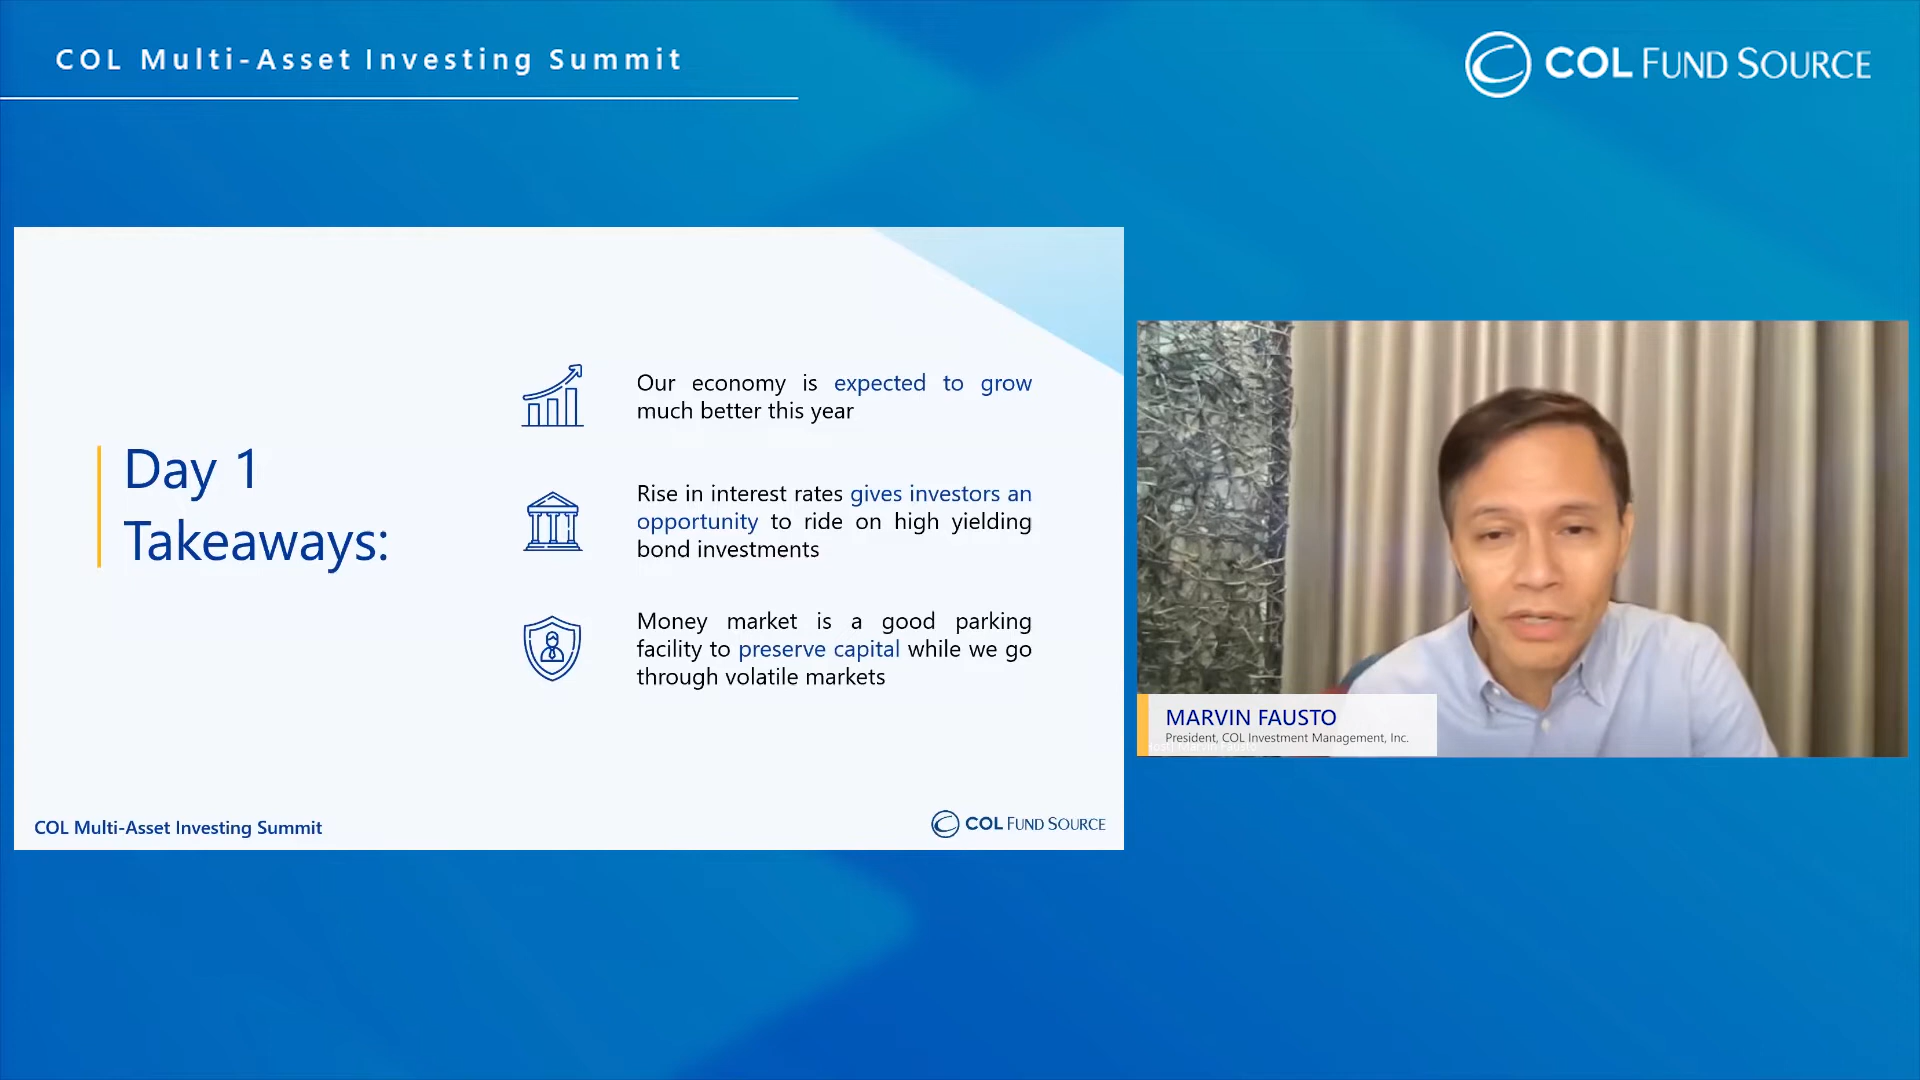 COL Multi-Asset Investing Summit
COL FUND SOURCE
Day 1
Takeaways:
Our economy is expected to grow
much better this year
Rise in interest rates gives investors an
opportunity to ride on high yielding
bond investments
Money market is a good parking
facility to preserve capital while we go
through volatile markets
COL Multi-Asset Investing Summit
COL FUND SOURCE
MARVIN FAUSTO
President, COL Investment Management, Inc.
Marvin Fausto